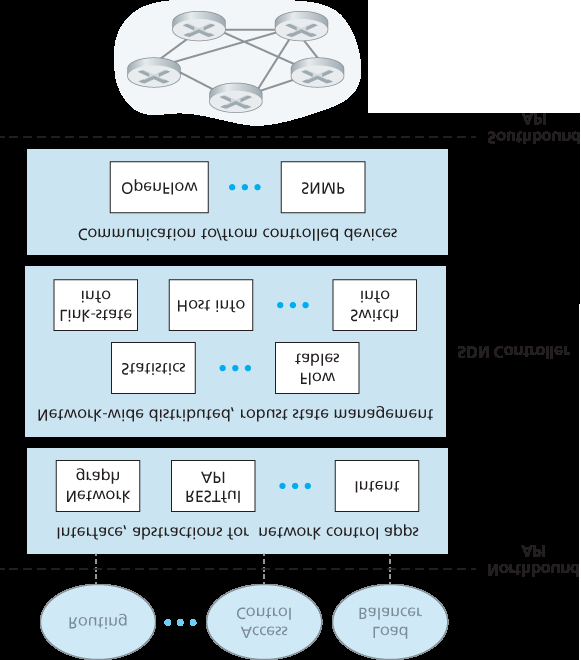 Routing
Access
Control
Load
Balancer
Northbound
API
Interface, abstractions for network control apps
Network
graph
RESTful
API
Intent
Network-wide distributed, robust state management
Statistics
Flow
tables
SDN Controller
Link-state
info
Host info
Switch
info
Communication to/from controlled devices
OpenFlow
SNMP
Southbound
API